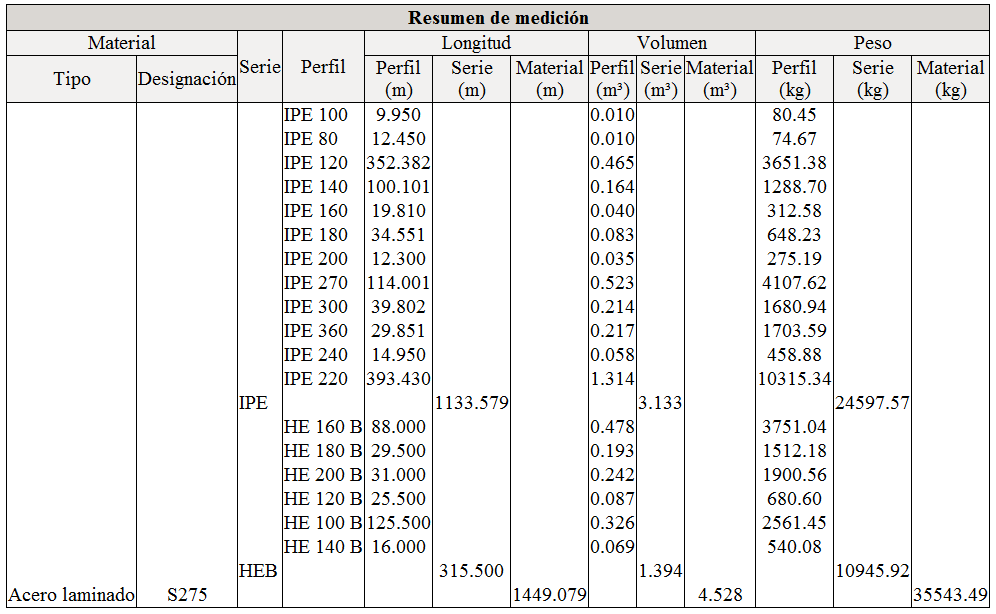 Resumen de medición
Material Serie Perfil Longitud Volumen Peso
Tipo Designación Perfil (m) Serie (m) Material (m) Perfil (m³) Serie (m³) Material (m³) Perfil (kg) Serie (kg) Material (kg)
IPE 100 9.950 0.010 80.45
IPE 80 12.450 0.010 74.67
IPE 120 352.382 0.465 3651.38
IPE 140 100.101 0.164 1288.70
IPE 160 19.810 0.040 312.58
IPE 180 34.551 0.083 648.23
IPE 200 12.300 0.035 275.19
IPE 270 114.001 0.523 4107.62
IPE 300 39.802 0.214 1680.94
IPE 360 29.851 0.217 1703.59
IPE 240 14.950 0.058 458.88
IPE 220 393.430 1.314 10315.34
IPE 1133.579 3.133 24597.57
HE 160 B 88.000 0.478 3751.04
HE 180 B 29.500 0.193 1512.18
HE 200 B 31.000 0.242 1900.56
HE 120 B 25.500 0.087 680.60
HE 100 B 125.500 0.326 2561.45
HE 140 B 16.000 0.069 540.08
HEB 315.500 1.394 10945.92
Acero laminado S275 1449.079 4.528 35543.49